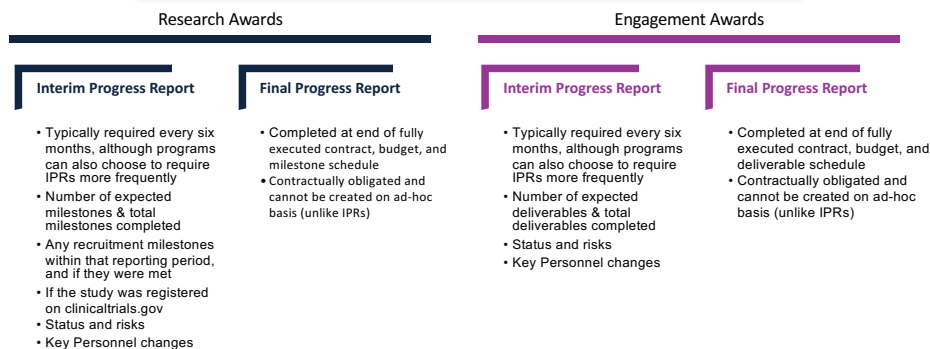 Research Awards
Interim Progress Report
• Typically required every six
months, although programs
can also choose to require
IPRs more frequently
• Number of expected
milestones & total
milestones completed
• Any recruitment milestones
within that reporting period,
and if they were met
• If the study was registered
on clinicaltrials.gov
• Status and risks
• Key Personnel changes
Final Progress Report
• Completed at end of fully
executed contract, budget, and
milestone schedule
• Contractually obligated and
cannot be created on ad-hoc
basis (unlike IPRs)
Engagement Awards
Interim Progress Report
• Typically required every six
months, although programs
can also choose to require
IPRs more frequently
• Number of expected
deliverables & total
deliverables completed
• Status and risks
• Key Personnel changes
Final Progress Report
• Completed at end of fully
executed contract, budget, and
deliverable schedule
• Contractually obligated and
cannot be created on ad-hoc
basis (unlike IPRs)